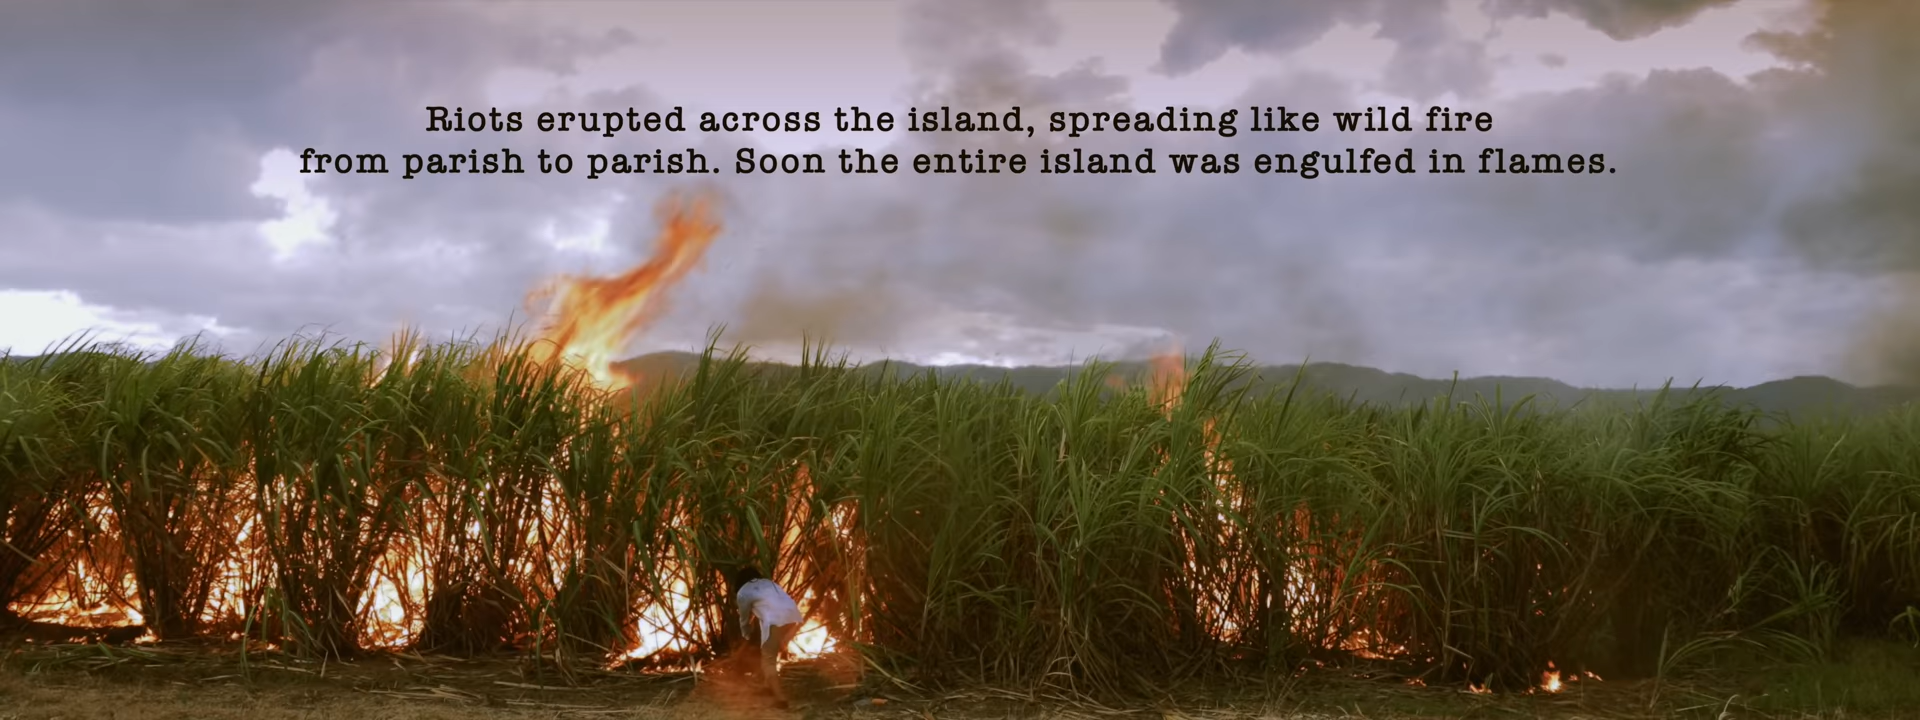 Riots erupted across the island, spreading like wild fire
from parish to parish. Soon the entire island was engulfed in flames.